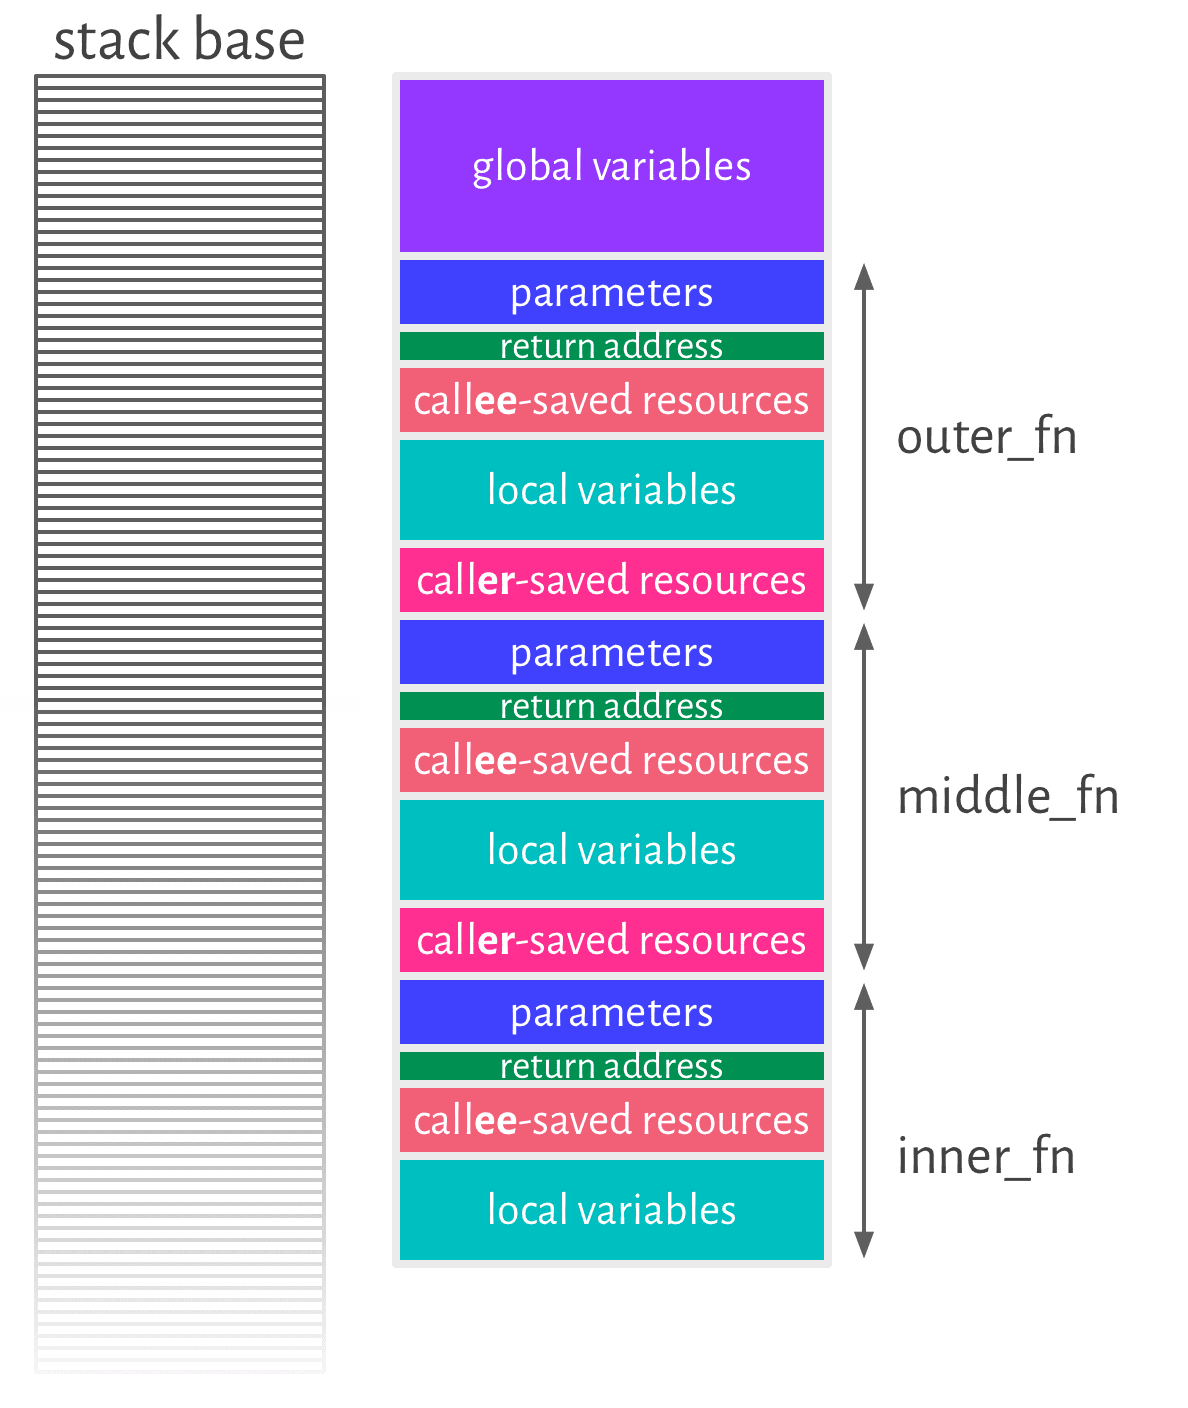 stack base
global variables
parameters
return address
callee-saved resources
local variables
caller-saved resources
outer_fn
parameters
return address
callee-saved resources
local variables
caller-saved resources
middle_fn
parameters
return address
callee-saved resources
local variables
inner_fn